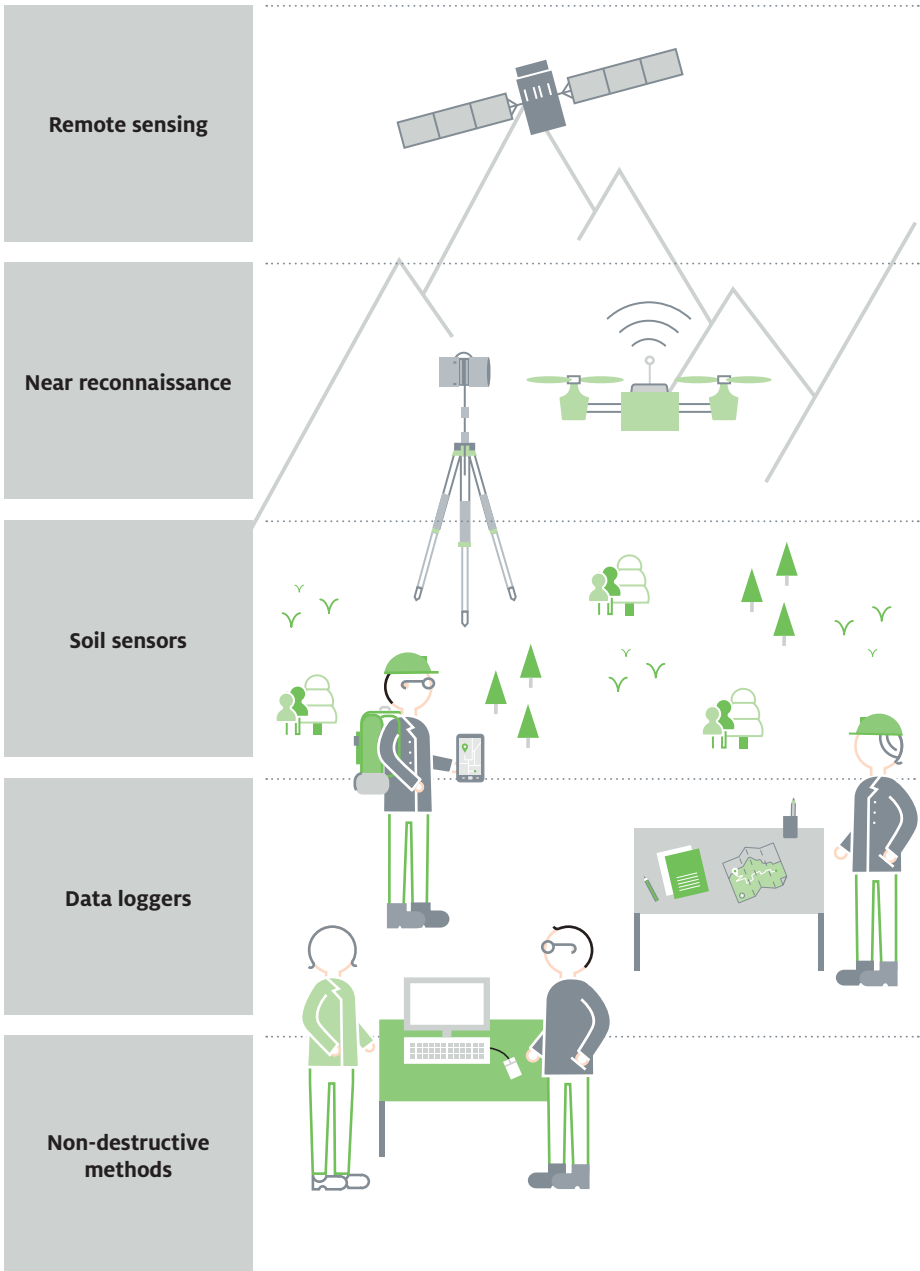 Remote sensing
Near reconnaissance
Soil sensors
Data loggers
Non-destructive
methods